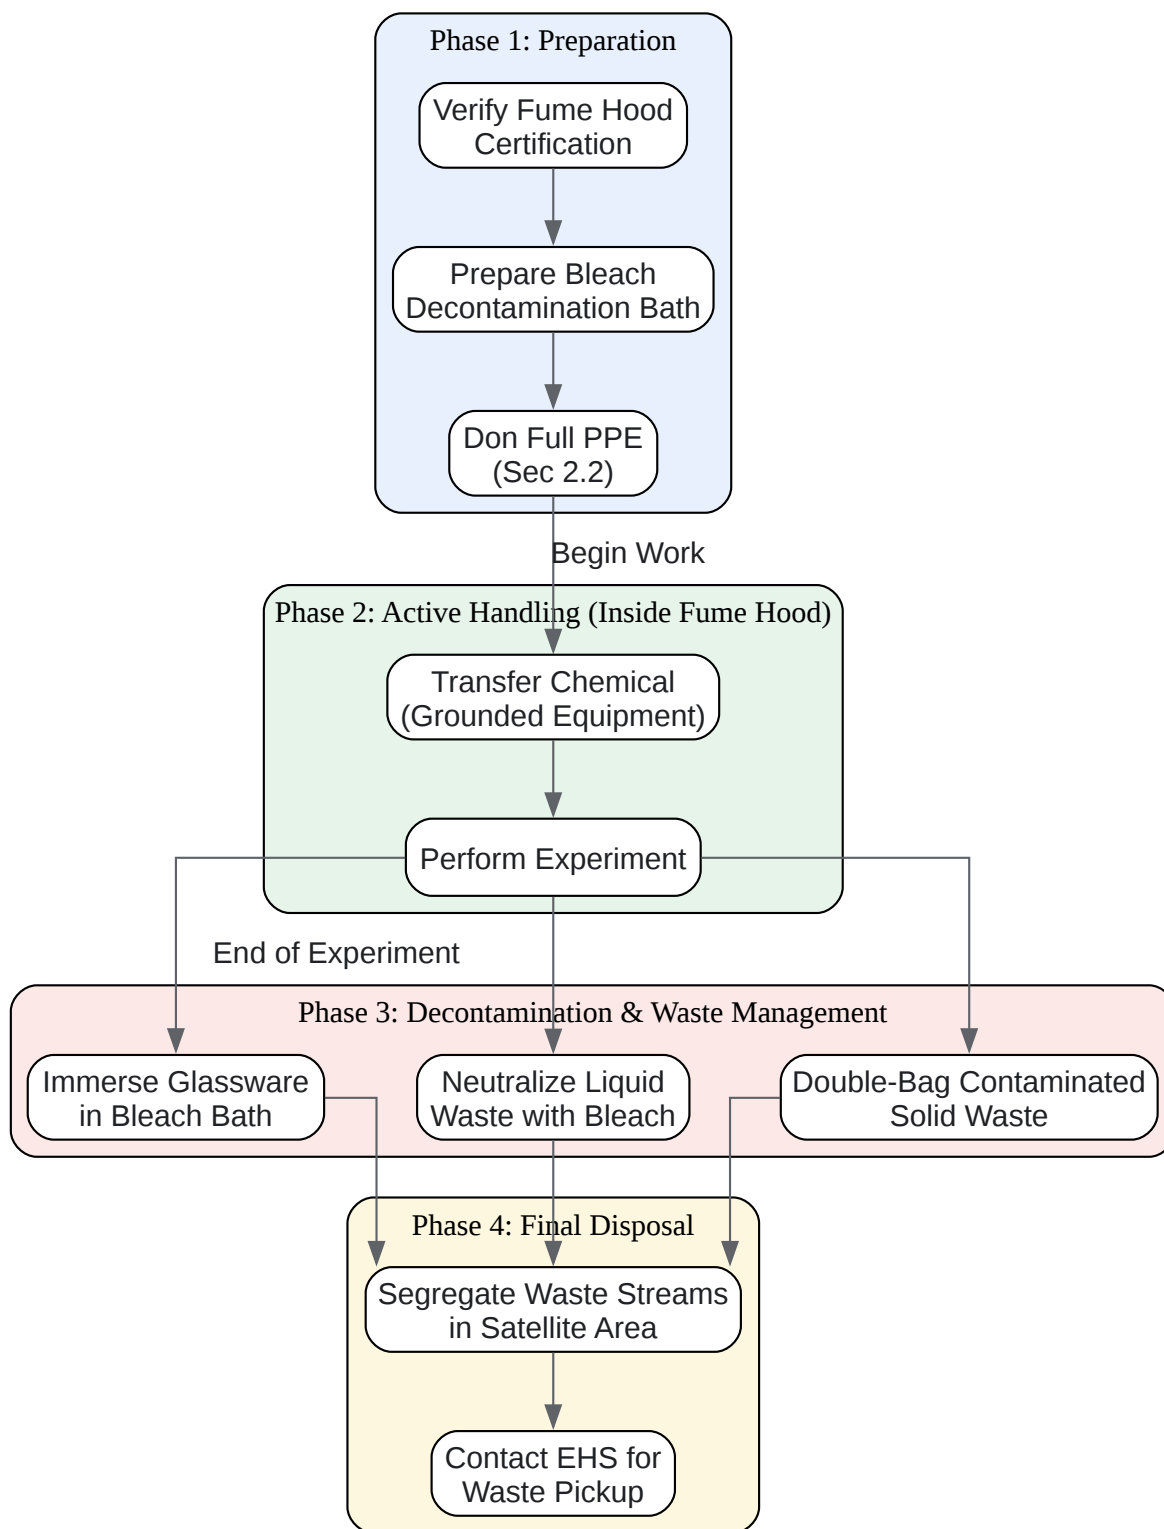 Phase 1: Preparation
Verify Fume Hood
Certification
Prepare Bleach
Decontamination Bath
Don Full PPE
(Sec 2.2)
Begin Work
Phase 2: Active Handling (Inside Fume Hood)
Transfer Chemical
(Grounded Equipment)
Perform Experiment
End of Experiment
Phase 3: Decontamination & Waste Management
Immerse Glassware
in Bleach Bath
Neutralize Liquid
Waste with Bleach
Double-Bag Contaminated
Solid Waste
Phase 4: Final Disposal
Segregate Waste Streams
in Satellite Area
Contact EHS for
Waste Pickup